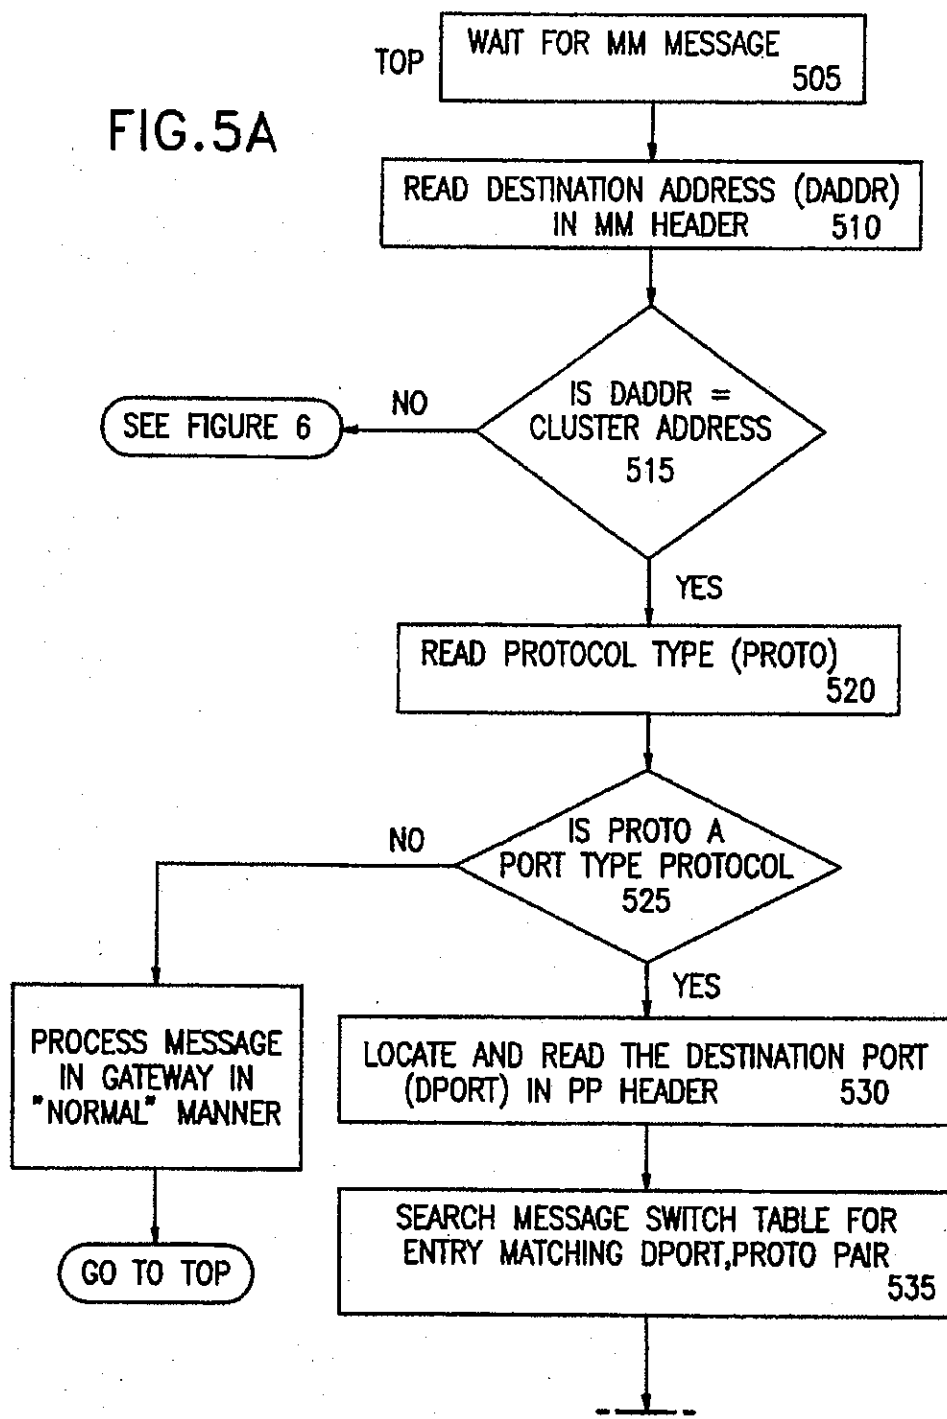 TOP
WAIT FOR MM MESSAGE
505
FIG.5A
READ DESTINATION ADDRESS (DADDR)
IN MM HEADER 510
IS DADDR =
CLUSTER ADDRESS
515
NO
SEE FIGURE 6
YES
READ PROTOCOL TYPE (PROTO)
520
IS PROTO A
PORT TYPE PROTOCOL
525
NO
YES
PROCESS MESSAGE
IN GATEWAY IN
"NORMAL" MANNER
GO TO TOP
LOCATE AND READ THE DESTINATION PORT
(DPORT) IN PP HEADER 530
SEARCH MESSAGE SWITCH TABLE FOR
ENTRY MATCHING DPORT,PROTO PAIR
535